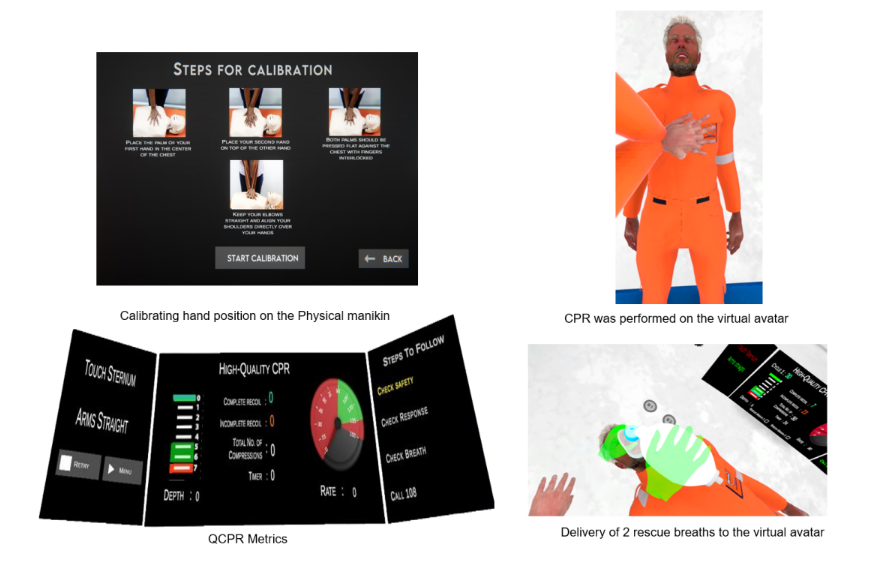 STEPS FOR CALIBRATION
PLACE THE PALM OF YOUR
FIRST HAND IN THE CENTER
OF THE CHEST
PLACE YOUR SECOND HAND
ON TOP OF THE OTHER HAND
BOTH PALMS SHOULD BE
PRESSED FLAT AGAINST THE
CHEST WITH FINGERS
INTERLOCKED
KEEP YOUR ELBOWS
STRAIGHT AND ALIGN YOUR
SHOULDERS DIRECTLY OVER
YOUR HANDS
START CALIBRATION
BACK
Calibrating hand position on the Physical manikin
CPR was performed on the virtual avatar
TOUCH STERNUM
ARMS STRAIGHT
RETRY
MENU
HIGH-QUALITY CPR
0
1
2
3
4
5
6
7
DEPTH : 0
COMPLETE RECOIL : 0
INCOMPLETE RECOIL : 0
TOTAL NO. OF
COMPRESSIONS : 0
TIMER : 0
RATE : 0
STEPS TO FOLLOW
CHECK SAFETY
CHECK RESPONSE
CHECK BREATH
CALL 108
QCPR Metrics
Delivery of 2 rescue breaths to the virtual avatar